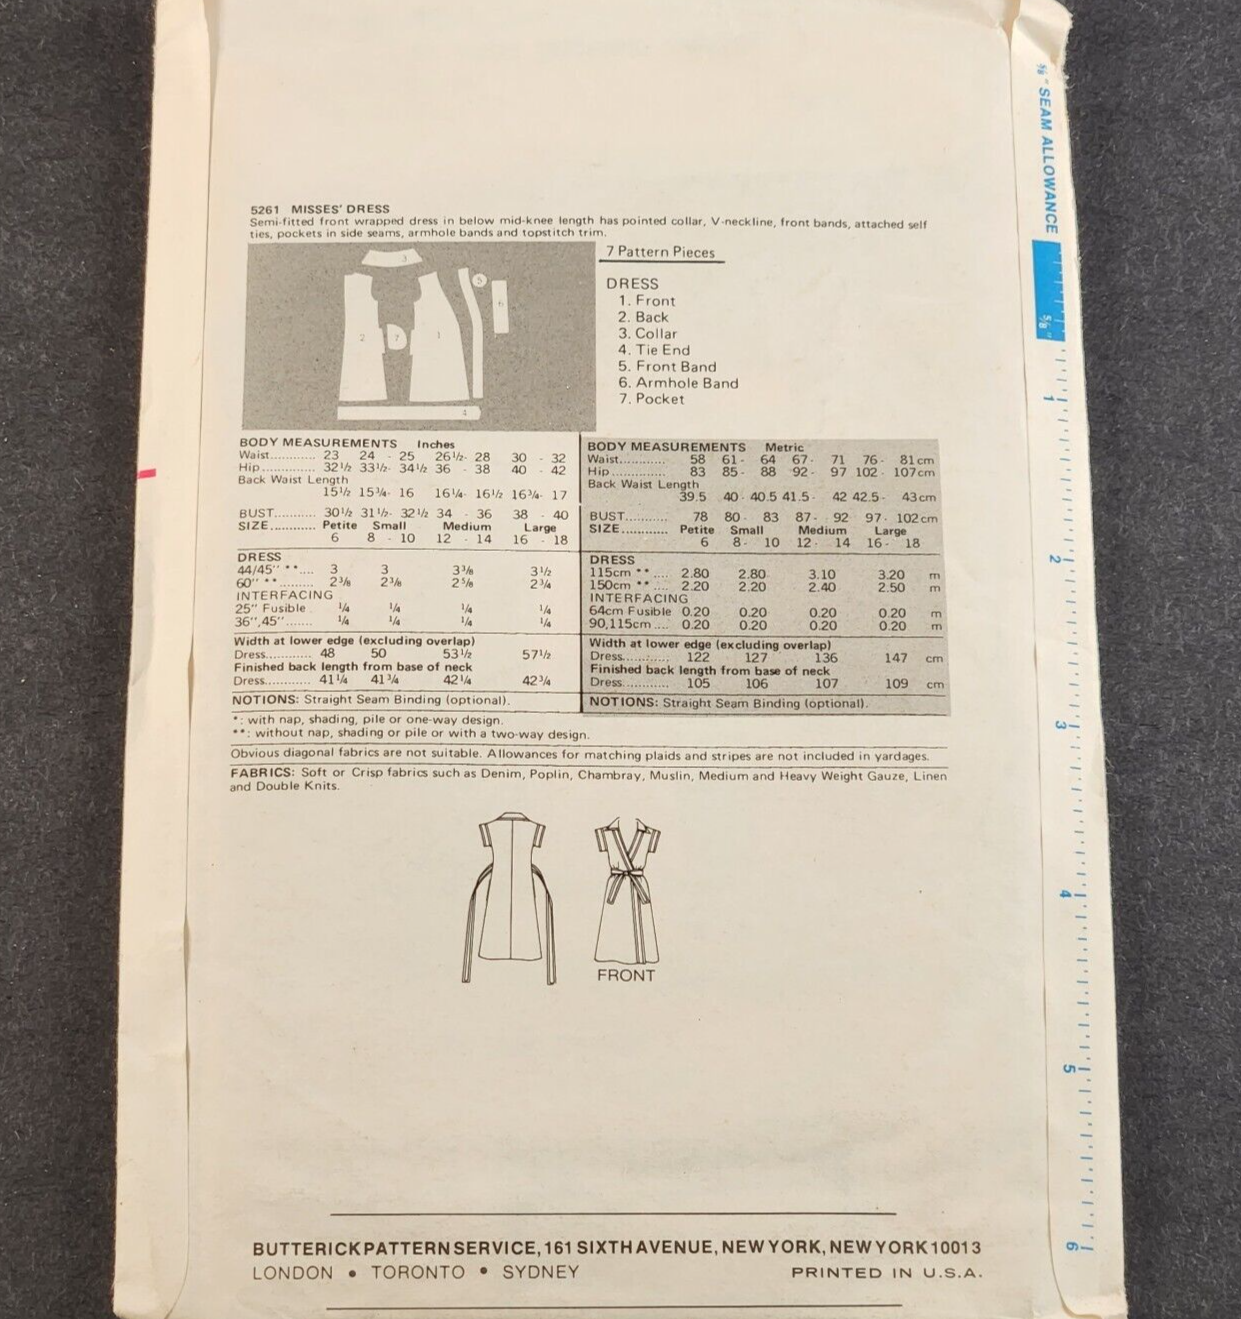 5261 MISSES' DRESS
Semi-fitted front wrapped dress in below mid-knee length has pointed collar, V-neckline, front bands, attached self
ties, pockets in side seams, armhole bands and topstitch trim.
7 Pattern Pieces
DRESS
1. Front
2. Back
3. Collar
4. Tie End
5. Front Band
6. Armhole Band
7. Pocket
3
5
6
2
7
1
4
BODY MEASUREMENTS Inches
Waist............ 23 24 - 25 26½- 28 30 - 32
Hip.............. 32½ 33½- 34½ 36 - 38 40 - 42
Back Waist Length
15½ 15¾- 16 16¼- 16½ 16¾- 17
BUST........... 30½ 31½- 32½ 34 - 36 38 - 40
SIZE............ Petite Small Medium Large
6 8 - 10 12 - 14 16 - 18
DRESS
44/45" **.... 3 3 3⅜ 3½
60" **......... 2⅜ 2⅜ 2⅝ 2¾
INTERFACING
25" Fusible ¼ ¼ ¼ ¼
36",45"....... ¼ ¼ ¼ ¼
Width at lower edge (excluding overlap)
Dress............ 48 50 53½ 57½
Finished back length from base of neck
Dress............ 41¼ 41¾ 42¼ 42¾
NOTIONS: Straight Seam Binding (optional).
BODY MEASUREMENTS Metric
Waist............ 58 61- 64 67- 71 76- 81cm
Hip.............. 83 85- 88 92- 97 102- 107cm
Back Waist Length
39.5 40- 40.5 41.5- 42 42.5- 43cm
BUST........... 78 80- 83 87- 92 97- 102cm
SIZE............ Petite Small Medium Large
6 8- 10 12- 14 16- 18
DRESS
115cm **.... 2.80 2.80 3.10 3.20 m
150cm **.... 2.20 2.20 2.40 2.50 m
INTERFACING
64cm Fusible 0.20 0.20 0.20 0.20 m
90,115cm.... 0.20 0.20 0.20 0.20 m
Width at lower edge (excluding overlap)
Dress............ 122 127 136 147 cm
Finished back length from base of neck
Dress............ 105 106 107 109 cm
NOTIONS: Straight Seam Binding (optional).
*: with nap, shading, pile or one-way design.
**: without nap, shading or pile or with a two-way design.
Obvious diagonal fabrics are not suitable. Allowances for matching plaids and stripes are not included in yardages.
FABRICS: Soft or Crisp fabrics such as Denim, Poplin, Chambray, Muslin, Medium and Heavy Weight Gauze, Linen
and Double Knits.
FRONT
BUTTERICK PATTERN SERVICE, 161 SIXTH AVENUE, NEW YORK, NEW YORK 10013
LONDON • TORONTO • SYDNEY PRINTED IN U.S.A.
⅝" SEAM ALLOWANCE
⅝"
1
2
3
4
5
6